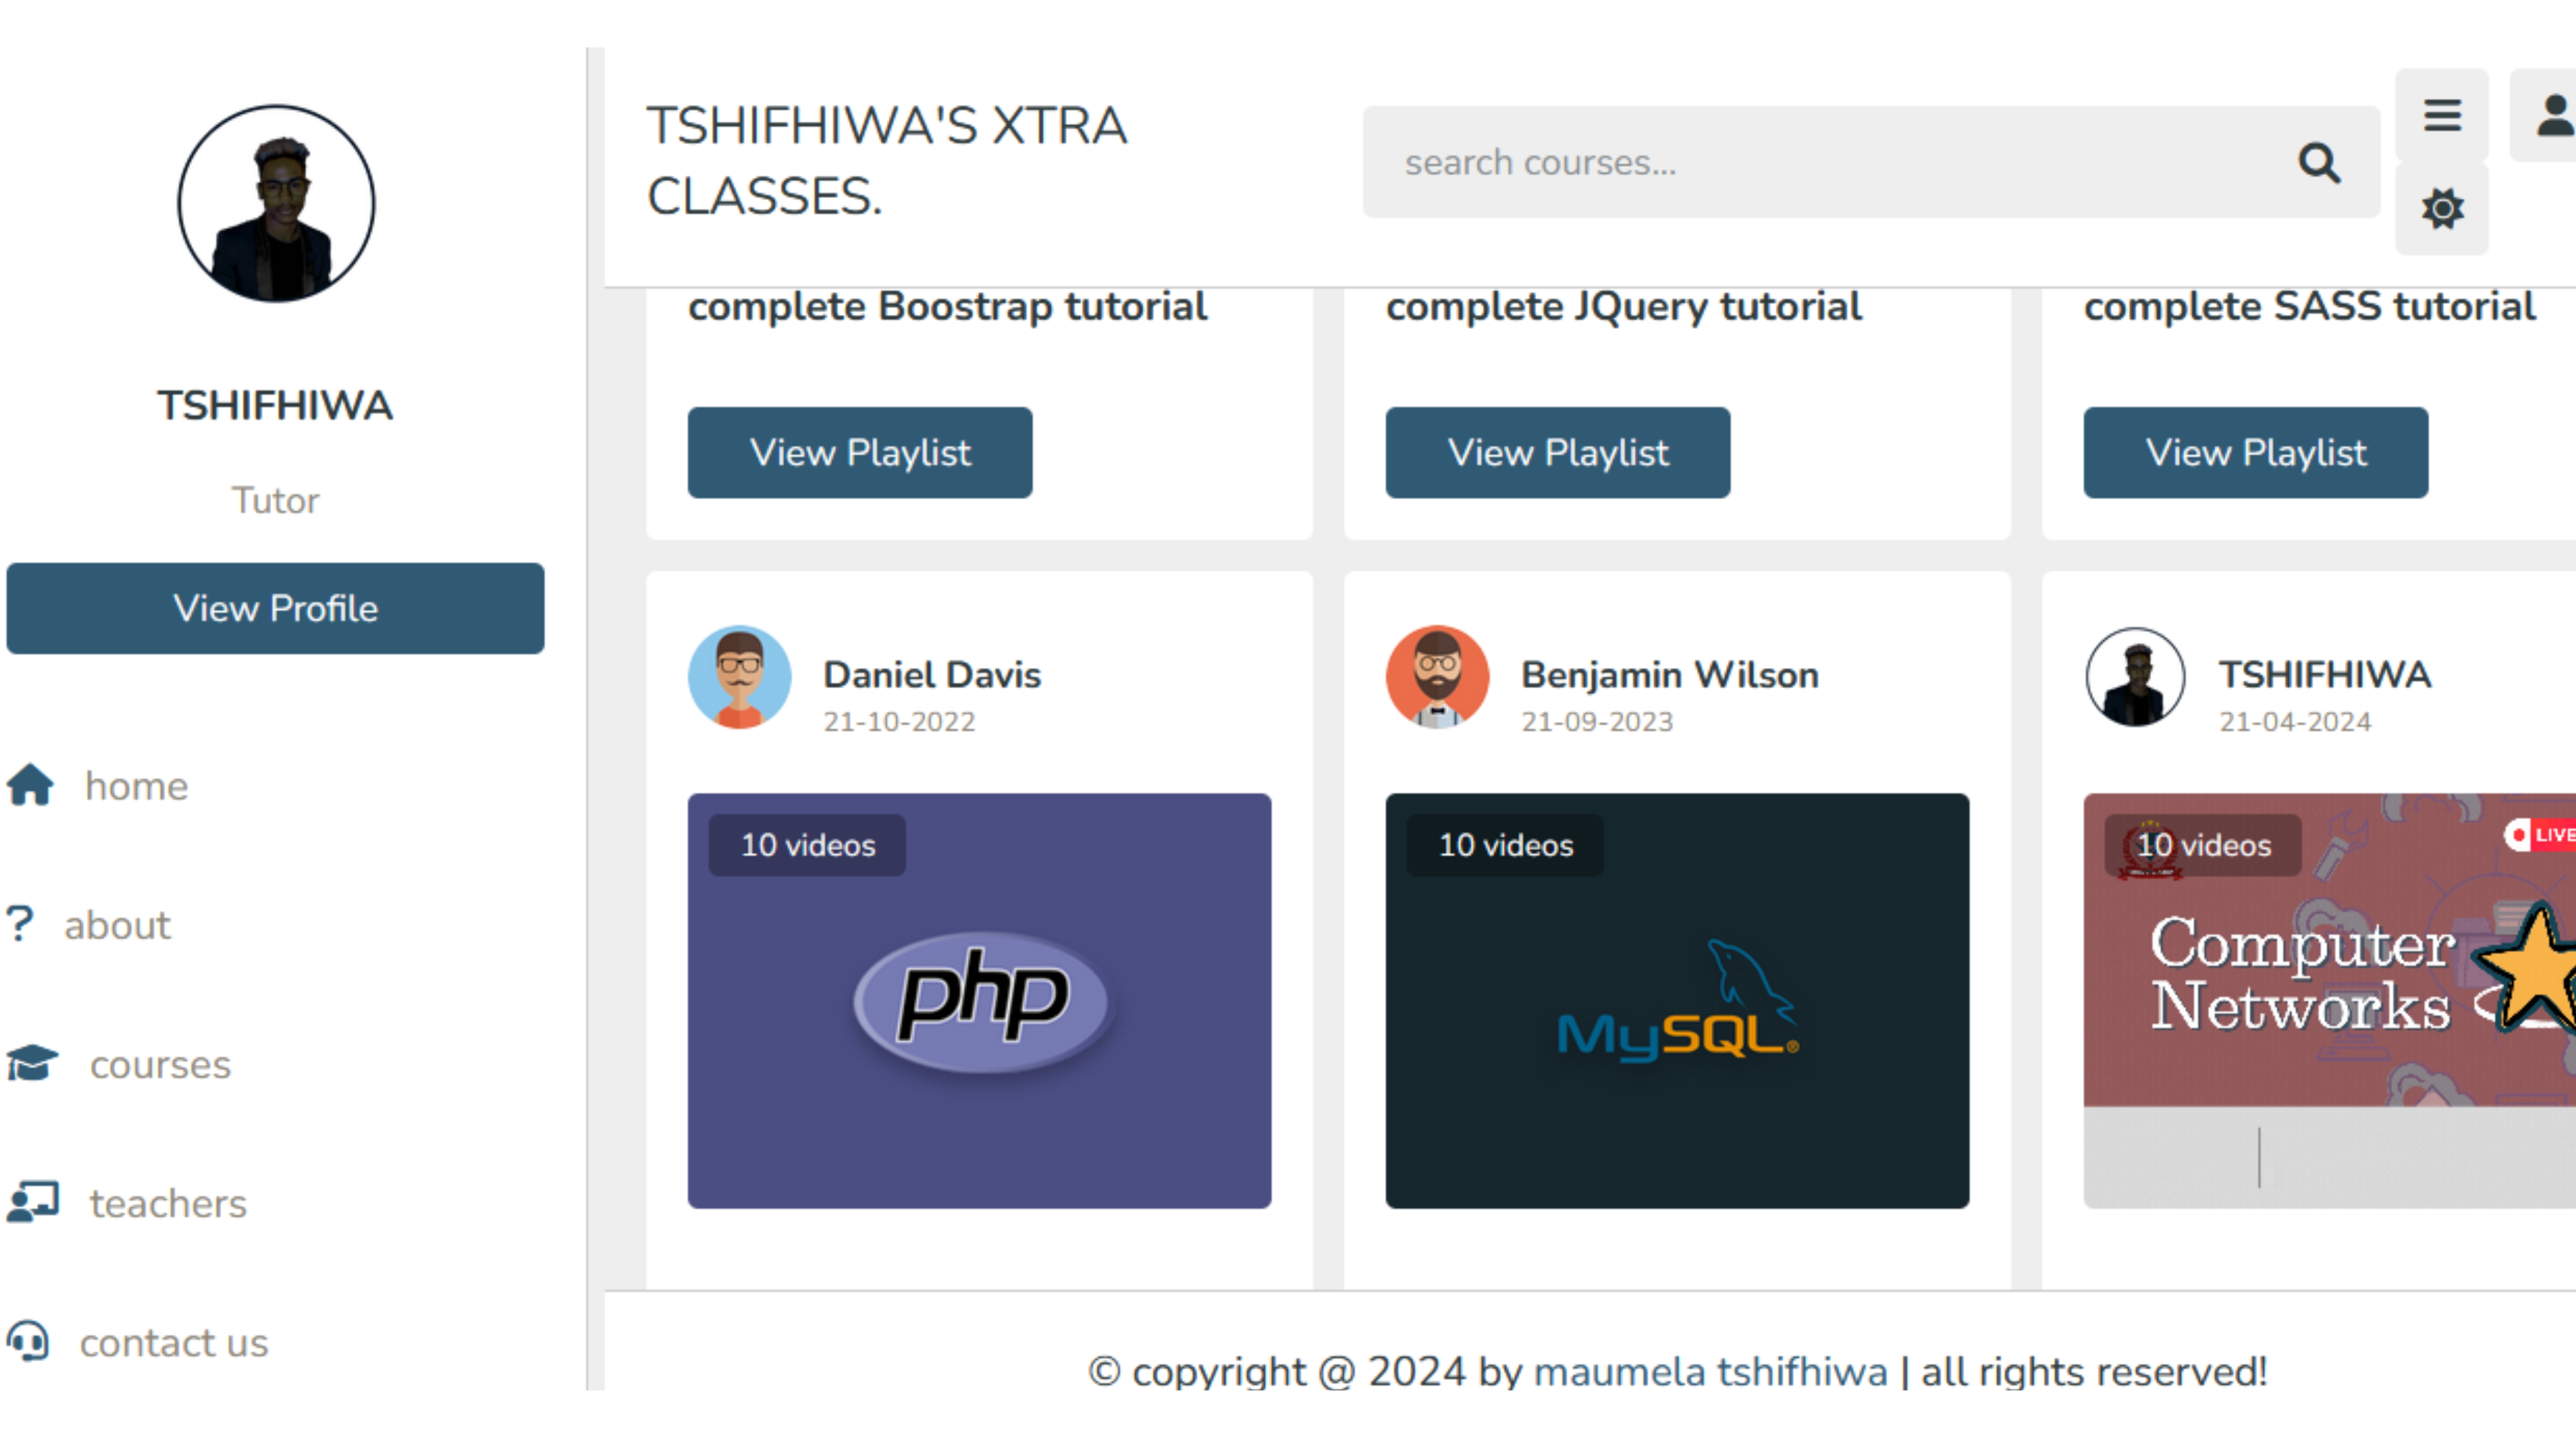 TSHIFHIWA
Tutor
View Profile
home
about
courses
teachers
contact us
TSHIFHIWA'S XTRA
CLASSES.
search courses...
complete Boostrap tutorial
View Playlist
complete JQuery tutorial
View Playlist
complete SASS tutorial
View Playlist
Daniel Davis
21-10-2022
10 videos
php
Benjamin Wilson
21-09-2023
10 videos
MySQL®
TSHIFHIWA
21-04-2024
10 videos
LIVE
Computer
Networks
© copyright @ 2024 by maumela tshifhiwa | all rights reserved!